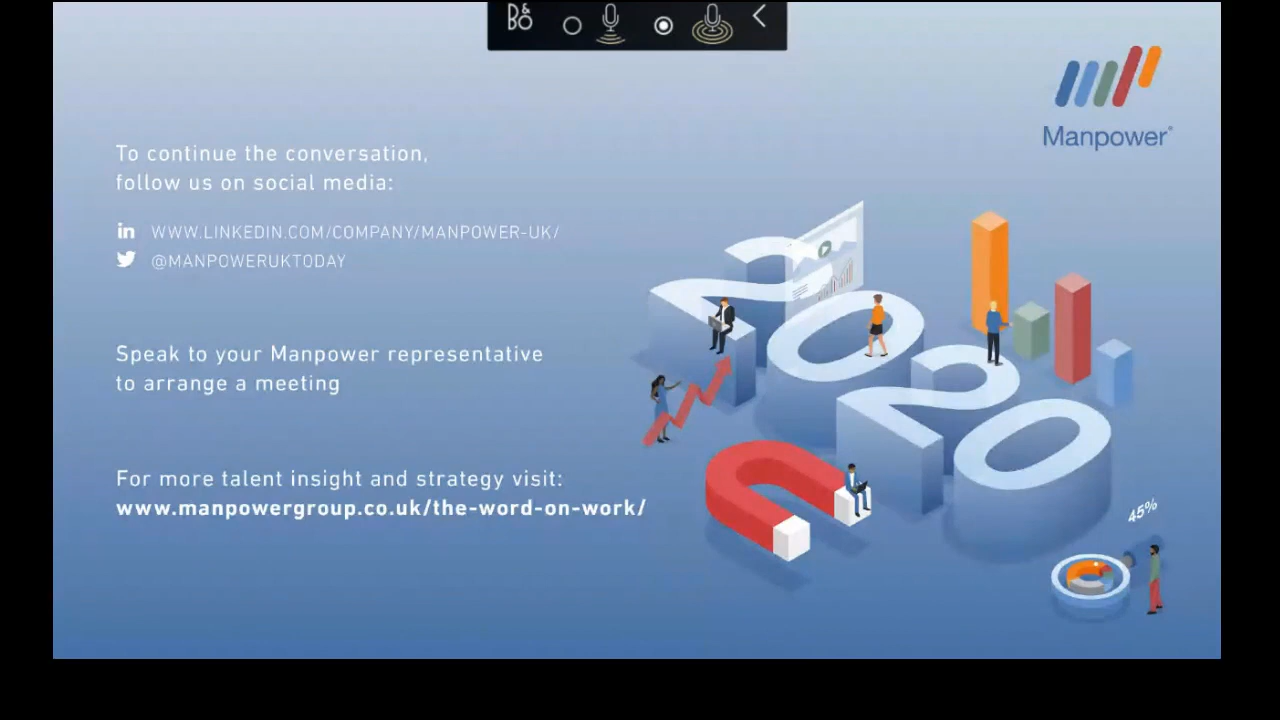 B&O
Manpower®
To continue the conversation,
follow us on social media:
in WWW.LINKEDIN.COM/COMPANY/MANPOWER-UK/
@MANPOWERUKTODAY
Speak to your Manpower representative
to arrange a meeting
For more talent insight and strategy visit:
www.manpowergroup.co.uk/the-word-on-work/
2020
45%